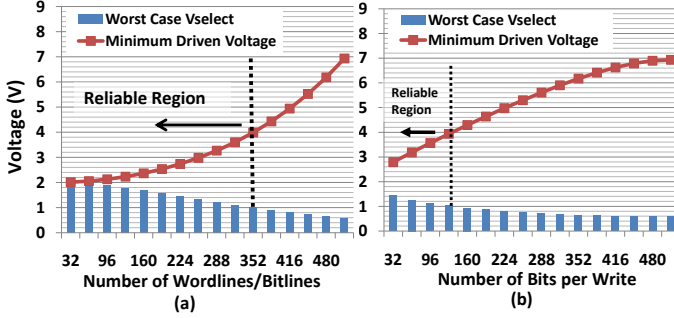 Worst Case Vselect
Minimum Driven Voltage
Voltage (V)
9
8
7
6
5
4
3
2
1
0
Reliable Region
32 96 160 224 288 352 416 480
Number of Wordlines/Bitlines
(a)
Worst Case Vselect
Minimum Driven Voltage
9
8
7
6
5
4
3
2
1
0
Reliable
Region
32 96 160 224 288 352 416 480
Number of Bits per Write
(b)